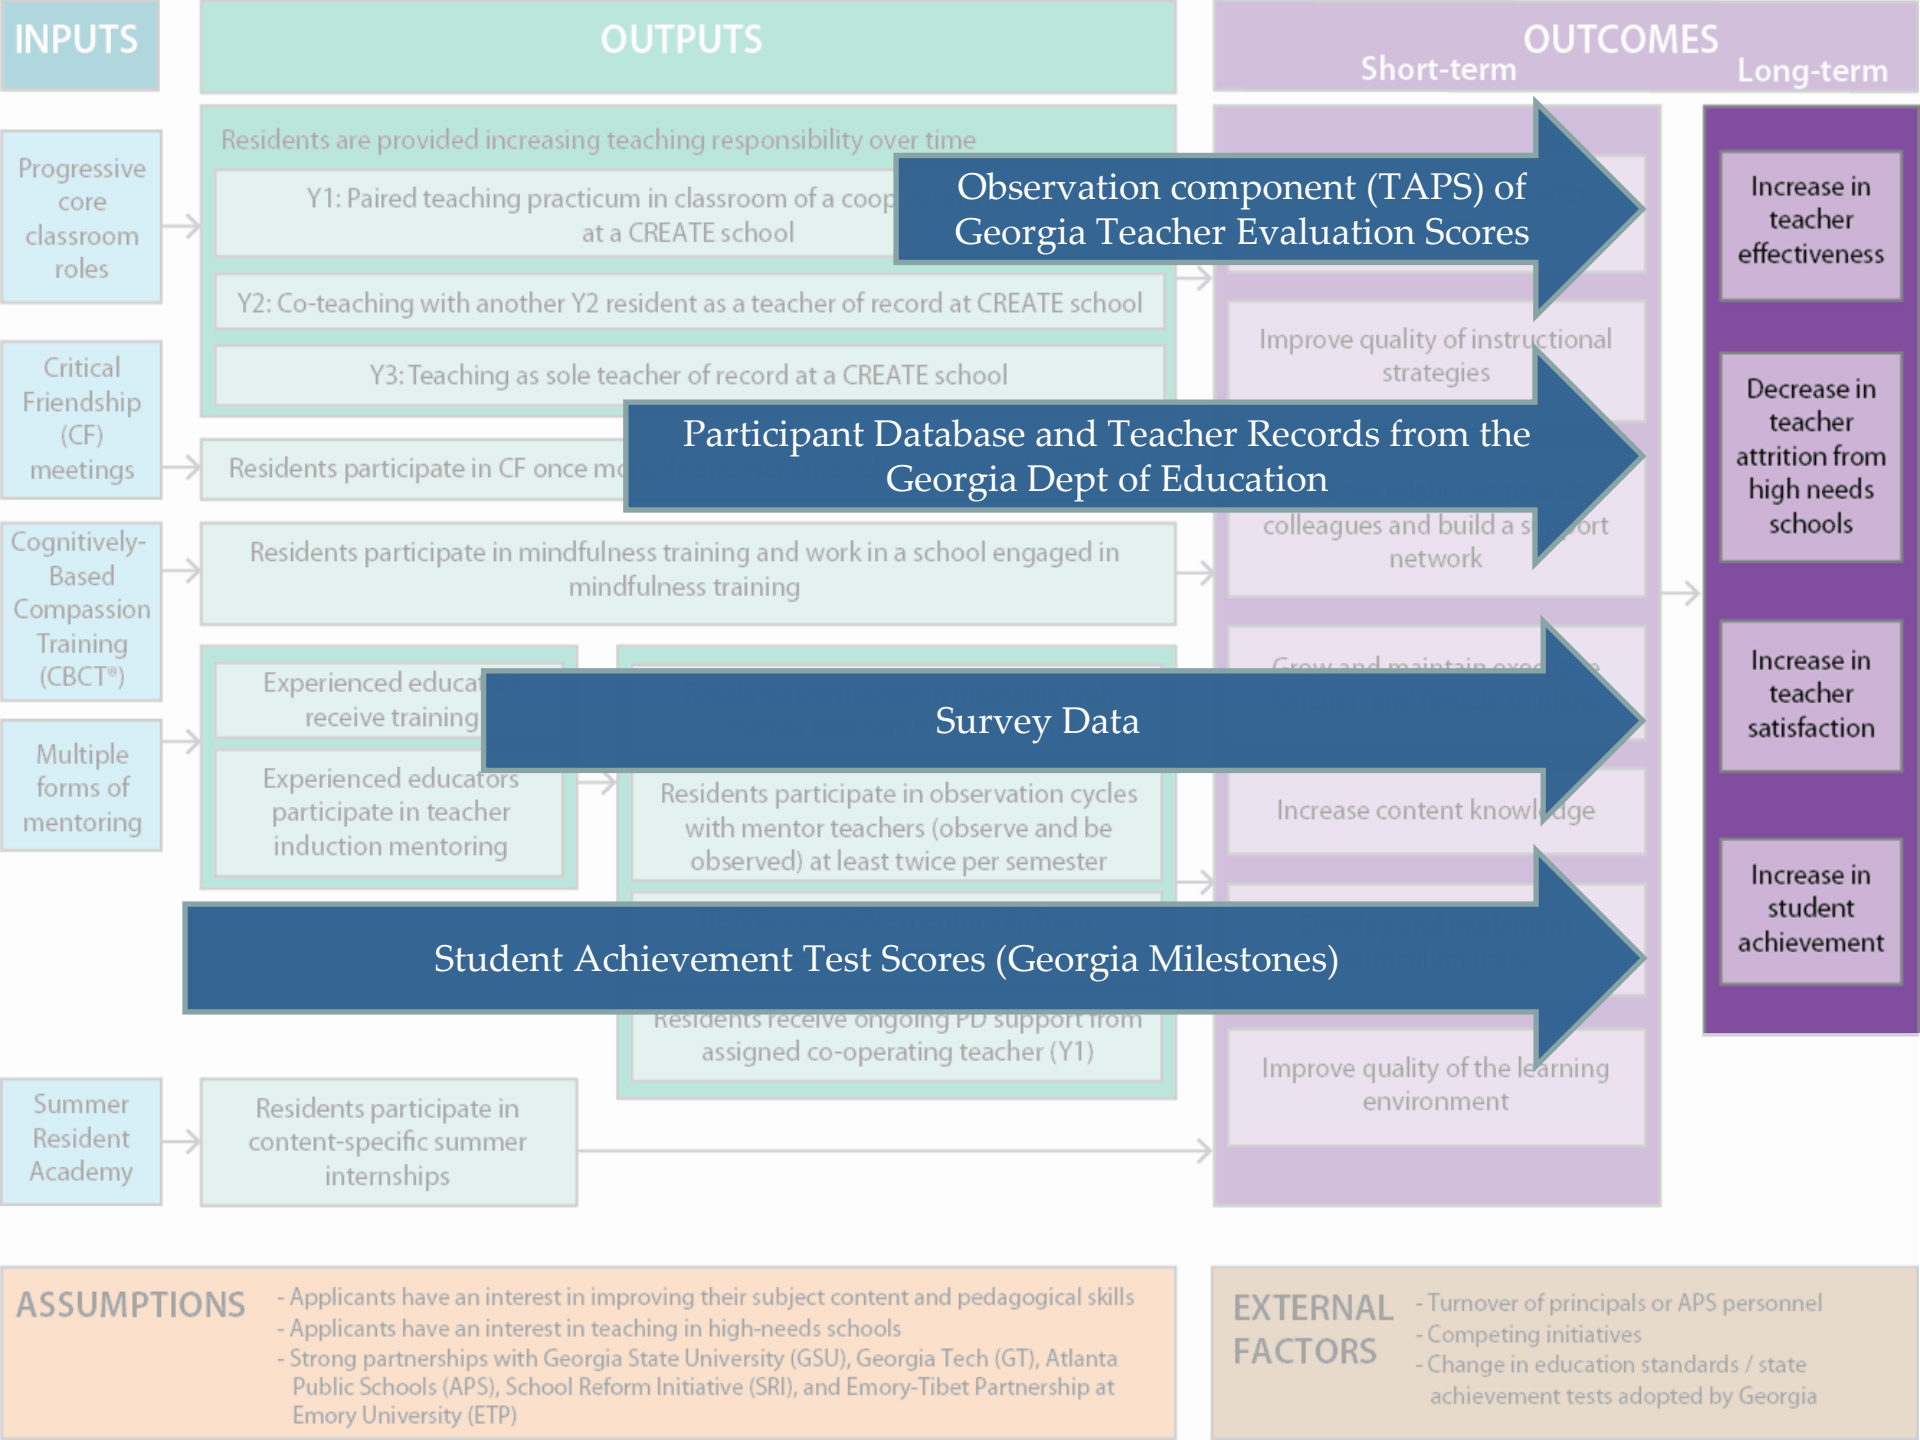 INPUTS
OUTPUTS
OUTCOMES
Short-term
Long-term
Progressive
core
classroom
roles
Critical
Friendship
(CF)
meetings
Cognitively-
Based
Compassion
Training
(CBCT®)
Multiple
forms of
mentoring
Summer
Resident
Academy
Residents are provided increasing teaching responsibility over time
Y1: Paired teaching practicum in classroom of a
at a CREATE school
Y2: Co-teaching with another Y2 resident as a teacher of record at CREATE school
Y3: Teaching as sole teacher of record at a CREATE school
Residents participate in CF once
Residents participate in mindfulness training and work in a school engaged in
mindfulness training
Experienced
receive training
Experienced educators
participate in teacher
induction mentoring
Residents participate in observation cycles
with mentor teachers (observe and be
observed) at least twice per semester
Residents receive ongoing PD support from
assigned co-operating teacher (Y1)
Residents participate in
content-specific summer
internships
Observation component (TAPS) of
Georgia Teacher Evaluation Scores
Participant Database and Teacher Records from the
Georgia Dept of Education
Survey Data
Student Achievement Test Scores (Georgia Milestones)
Improve quality of instructional
strategies
colleagues and build a support
network
Grow and maintain
Increase content knowledge
Improve quality of the learning
environment
Increase in
teacher
effectiveness
Decrease in
teacher
attrition from
high needs
schools
Increase in
teacher
satisfaction
Increase in
student
achievement
ASSUMPTIONS
- Applicants have an interest in improving their subject content and pedagogical skills
- Applicants have an interest in teaching in high-needs schools
- Strong partnerships with Georgia State University (GSU), Georgia Tech (GT), Atlanta
Public Schools (APS), School Reform Initiative (SRI), and Emory-Tibet Partnership at
Emory University (ETP)
EXTERNAL
FACTORS
- Turnover of principals or APS personnel
- Competing initiatives
- Change in education standards / state
achievement tests adopted by Georgia